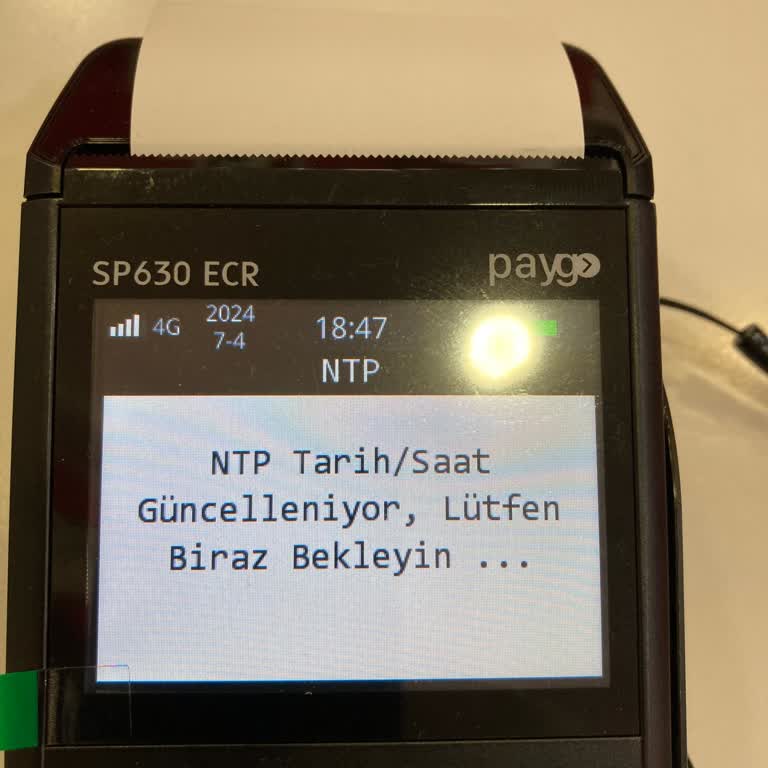 SP630 ECR
paygo
4G
2024
7-4
18:47
NTP
NTP Tarih/Saat
Güncelleniyor, Lütfen
Biraz Bekleyin ...